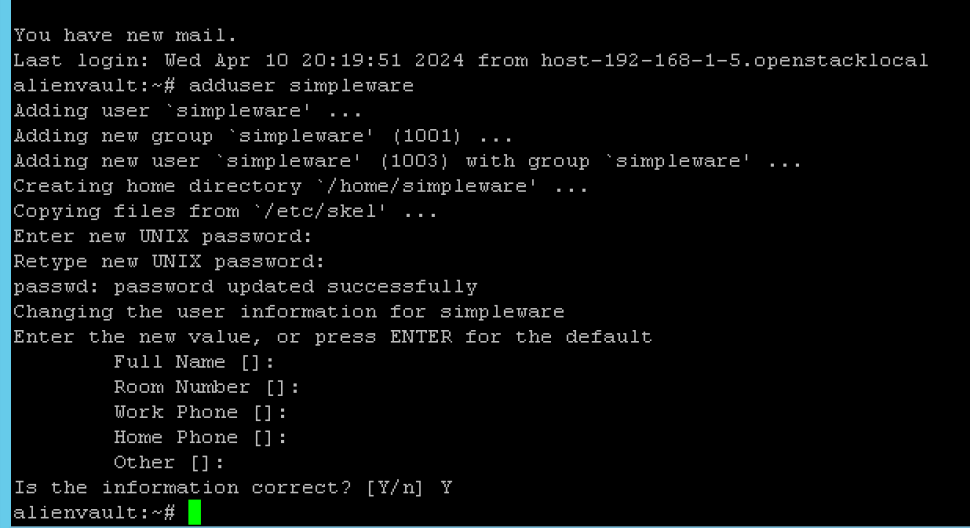 You have new mail.
Last login: Wed Apr 10 20:19:51 2024 from host-192-168-1-5.openstacklocal
alienvault:~# adduser simpleware
Adding user `simpleware' ...
Adding new group `simpleware' (1001) ...
Adding new user `simpleware' (1003) with group `simpleware' ...
Creating home directory `/home/simpleware' ...
Copying files from `/etc/skel' ...
Enter new UNIX password:
Retype new UNIX password:
passwd: password updated successfully
Changing the user information for simpleware
Enter the new value, or press ENTER for the default
        Full Name []:
        Room Number []:
        Work Phone []:
        Home Phone []:
        Other []:
Is the information correct? [Y/n] Y
alienvault:~#